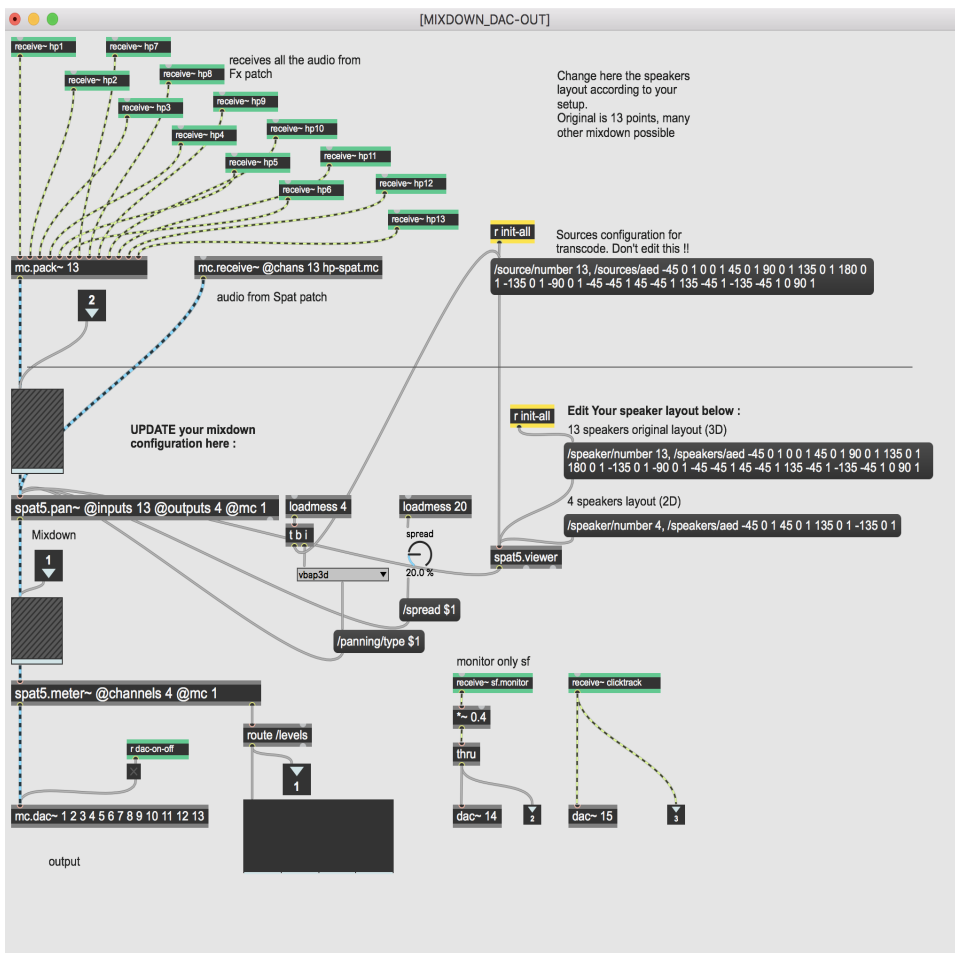 [MIXDOWN_DAC-OUT]
receive~ hp1
receive~ hp7
receives all the audio from
Fx patch
receive~ hp2
receive~ hp8
receive~ hp3
receive~ hp9
receive~ hp4
receive~ hp10
receive~ hp5
receive~ hp11
receive~ hp6
receive~ hp12
receive~ hp13
Change here the speakers
layout according to your
setup.
Original is 13 points, many
other mixdown possible
mc.pack~ 13
mc.receive~ @chans 13 hp-spat.mc
audio from Spat patch
2
r init-all
Sources configuration for
transcode. Don't edit this !!
/source/number 13, /sources/aed -45 0 1 0 0 1 45 0 1 90 0 1 135 0 1 180 0
1 -135 0 1 -90 0 1 -45 -45 1 45 -45 1 135 -45 1 -135 -45 1 0 90 1
UPDATE your mixdown
configuration here :
r init-all
Edit Your speaker layout below :
13 speakers original layout (3D)
/speaker/number 13, /speakers/aed -45 0 1 0 0 1 45 0 1 90 0 1 135 0 1
180 0 1 -135 0 1 -90 0 1 -45 -45 1 45 -45 1 135 -45 1 -135 -45 1 0 90 1
4 speakers layout (2D)
/speaker/number 4, /speakers/aed -45 0 1 45 0 1 135 0 1 -135 0 1
spat5.viewer
spat5.pan~ @inputs 13 @outputs 4 @mc 1
loadmess 4
loadmess 20
Mixdown
t b i
spread
1
vbap3d
20.0 %
/spread $1
/panning/type $1
spat5.meter~ @channels 4 @mc 1
route /levels
1
r dac-on-off
mc.dac~ 1 2 3 4 5 6 7 8 9 10 11 12 13
output
monitor only sf
receive~ sf.monitor
receive~ clicktrack
*~ 0.4
thru
dac~ 14
2
dac~ 15
3